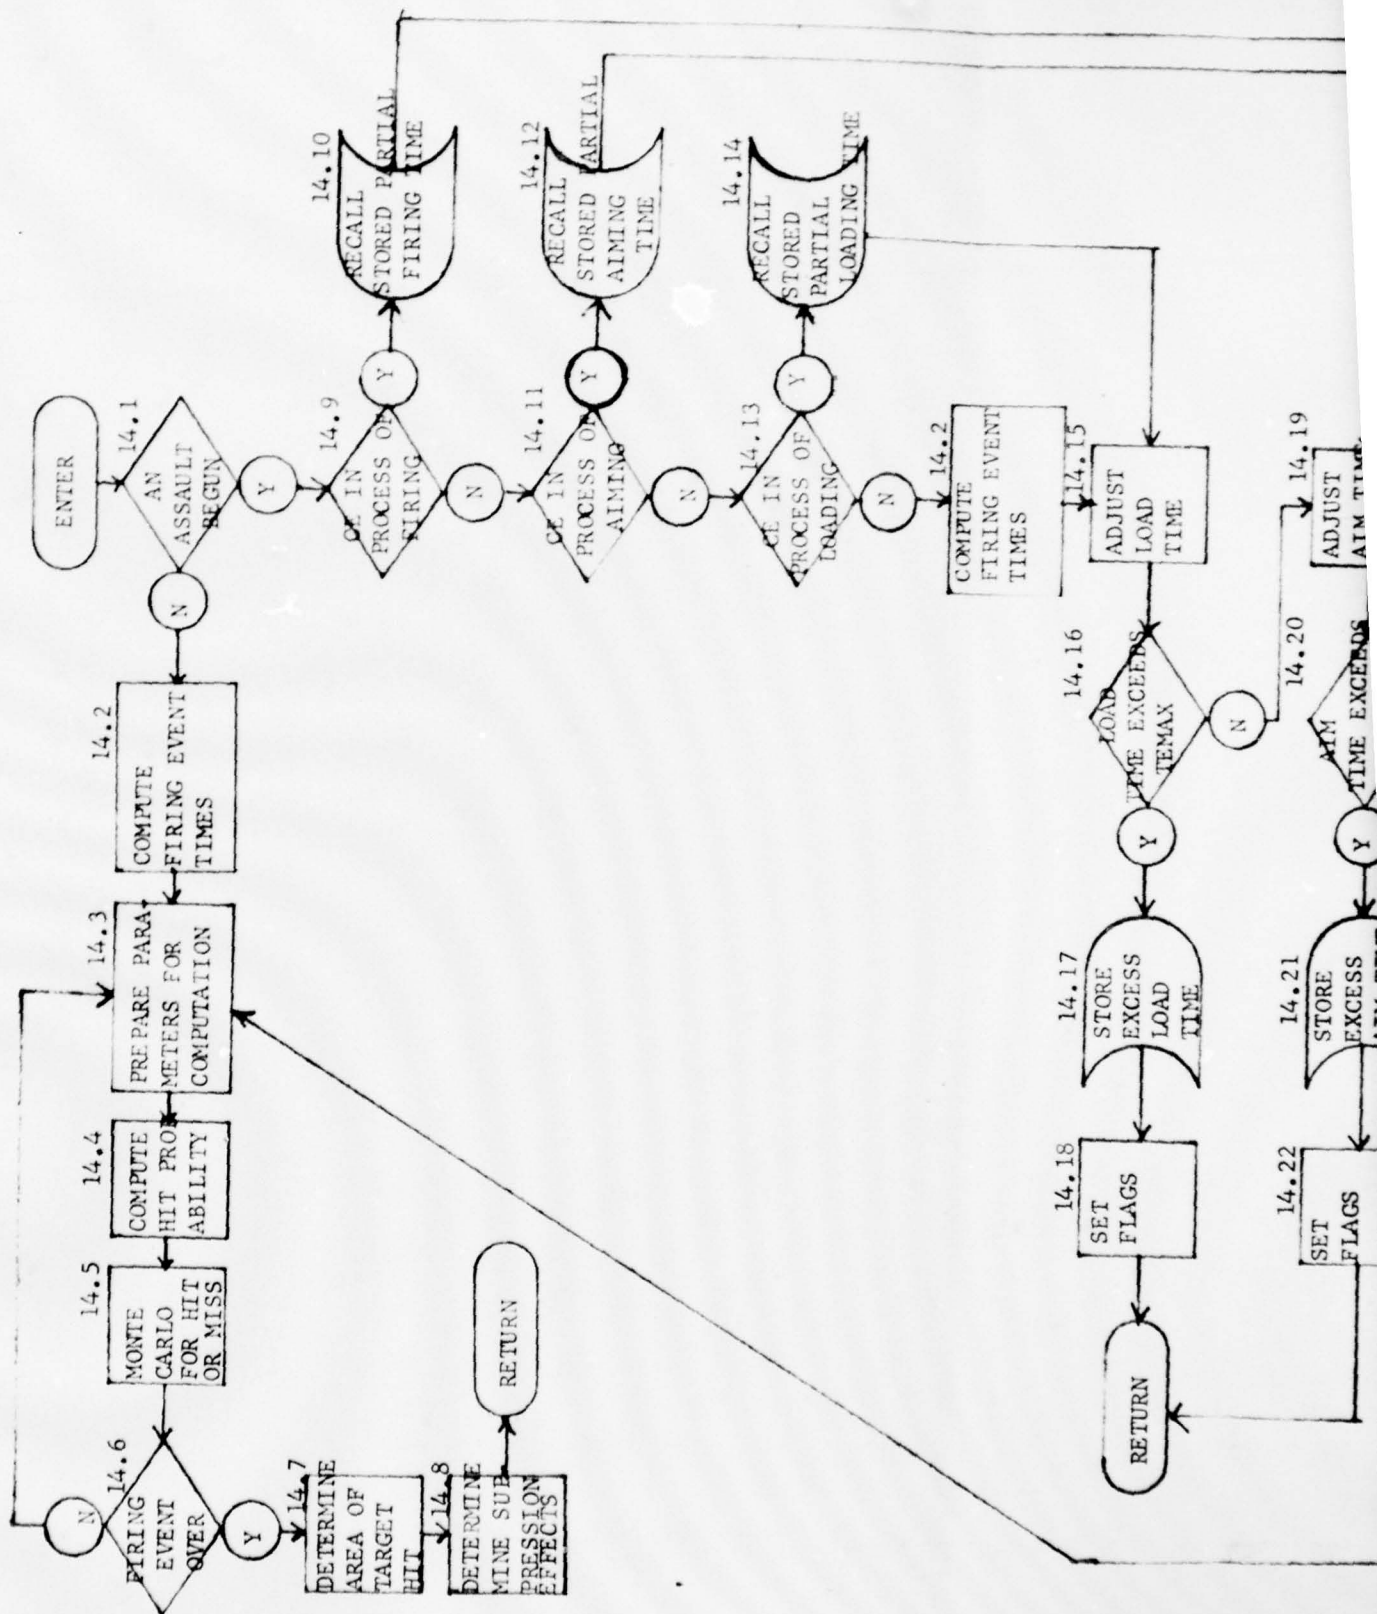 ENTER
14.1
AN
ASSAULT
BEGUN
N
Y
14.2
COMPUTE
FIRING EVENT
TIMES
14.3
PREPARE PARA-
METERS FOR
COMPUTATION
14.4
COMPUTE
HIT PROB
ABILITY
14.5
MONTE
CARLO
FOR HIT
OR MISS
14.6
FIRING
EVENT
OVER
N
Y
14.7
DETERMINE
AREA OF
TARGET
HIT
14.8
DETERMINE
MINE SUP
PRESSION
EFFECTS
RETURN
14.9
CE IN
PROCESS OF
FIRING
Y
N
14.10
RECALL
STORED PARTIAL
FIRING TIME
14.11
CE IN
PROCESS OF
AIMING
Y
N
14.12
RECALL
STORED PARTIAL
AIMING
TIME
14.13
CE IN
PROCESS OF
LOADING
Y
N
14.14
RECALL
STORED
PARTIAL
LOADING TIME
14.2
COMPUTE
FIRING EVENT
TIMES
14.15
ADJUST
LOAD
TIME
14.16
LOAD
TIME EXCEEDS
TEMAX
Y
N
14.17
STORE
EXCESS
LOAD
TIME
14.18
SET
FLAGS
RETURN
14.19
ADJUST
AIM TIME
14.20
AIM
TIME EXCEEDS
Y
14.21
STORE
EXCESS
14.22
SET
FLAGS